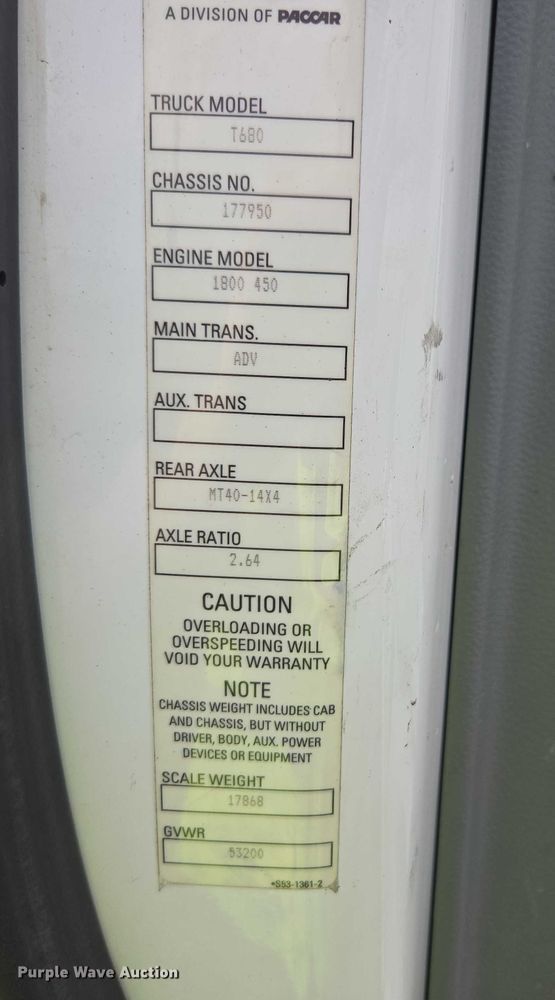 A DIVISION OF PACCAR
TRUCK MODEL
T680
CHASSIS NO.
177950
ENGINE MODEL
1800 450
MAIN TRANS.
ADV
AUX. TRANS
REAR AXLE
MT40-14X4
AXLE RATIO
2.64
CAUTION
OVERLOADING OR
OVERSPEEDING WILL
VOID YOUR WARRANTY
NOTE
CHASSIS WEIGHT INCLUDES CAB
AND CHASSIS, BUT WITHOUT
DRIVER, BODY, AUX. POWER
DEVICES OR EQUIPMENT
SCALE WEIGHT
17868
GVWR
53200
•S53-1361-2
Purple Wave Auction